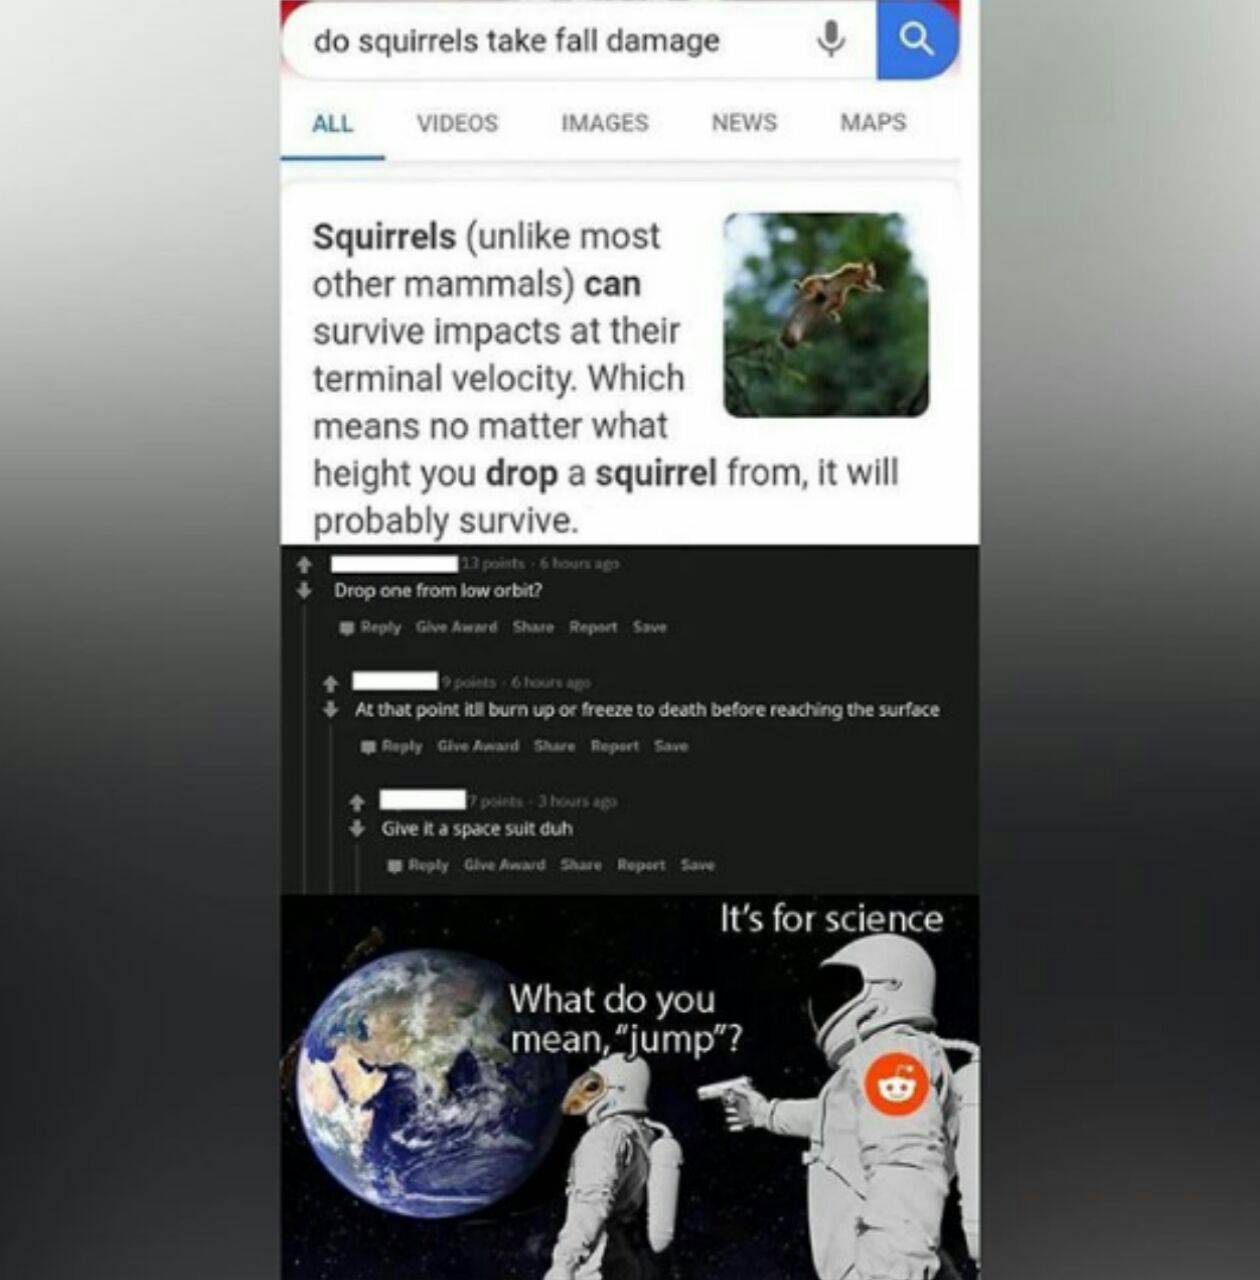 do squirrels take fall damage
ALL VIDEOS IMAGES NEWS MAPS
Squirrels (unlike most
other mammals) can
survive impacts at their
terminal velocity. Which
means no matter what
height you drop a squirrel from, it will
probably survive.
13 points · 6 hours ago
Drop one from low orbit?
Reply Give Award Share Report Save
9 points · 6 hours ago
At that point itll burn up or freeze to death before reaching the surface
Reply Give Award Share Report Save
7 points · 3 hours ago
Give it a space suit duh
Reply Give Award Share Report Save
It's for science
What do you
mean,"jump"?